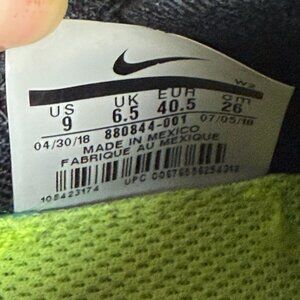 W2
US UK EUR cm
9 6.5 40.5 26
04/30/18 880844-001 07/05/18
MADE IN MEXICO
FABRIQUE AU MEXIQUE